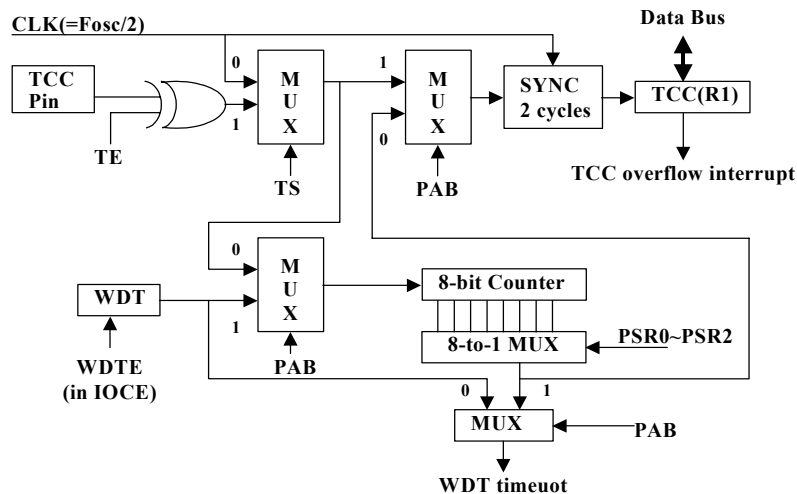 CLK(=Fosc/2)
Data Bus
TCC
Pin
0
1
TE
M
U
X
TS
1
0
M
U
X
PAB
SYNC
2 cycles
TCC(R1)
TCC overflow interrupt
WDT
WDTE
(in IOCE)
0
1
M
U
X
PAB
8-bit Counter
8-to-1 MUX
PSR0~PSR2
0
1
MUX
PAB
WDT timeuot